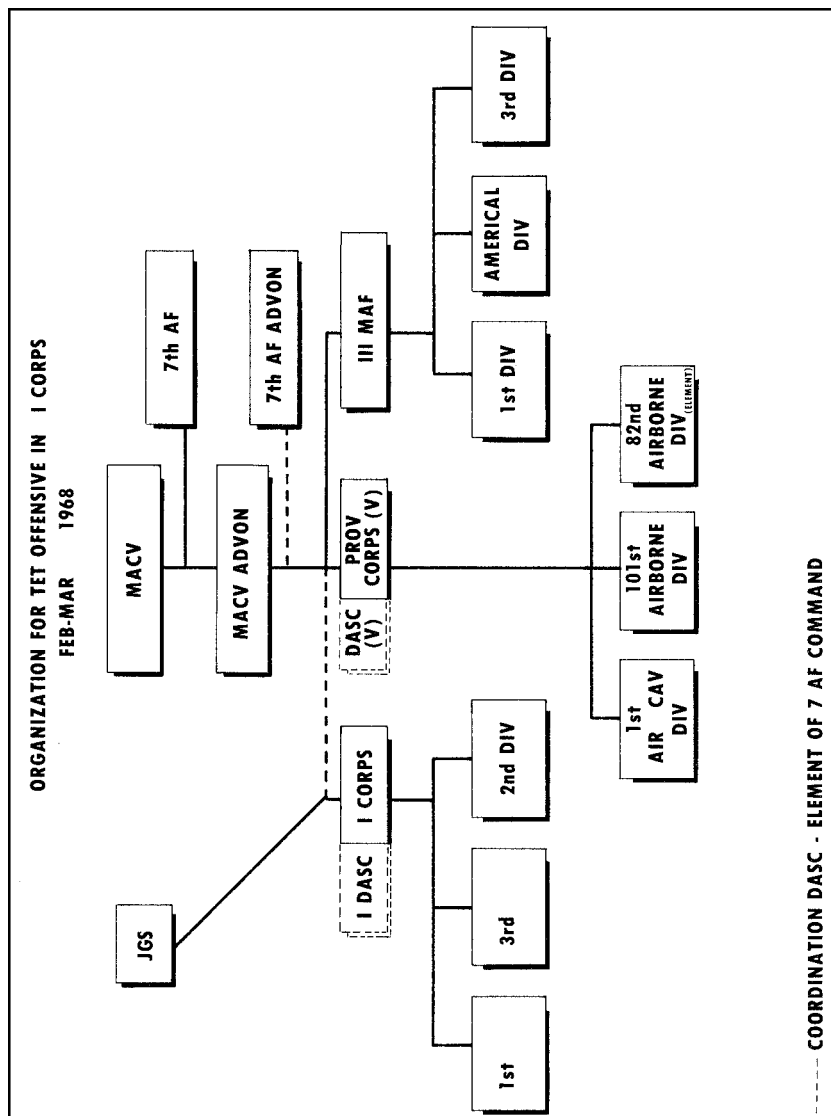 ORGANIZATION FOR TET OFFENSIVE IN I CORPS
FEB-MAR 1968
JGS
MACV
7th AF
MACV ADVON
7th AF ADVON
I DASC
I CORPS
DASC
(V)
PROV
CORPS (V)
III MAF
1st
3rd
2nd DIV
1st DIV
AMERICAL
DIV
3rd DIV
1st
AIR CAV
DIV
101st
AIRBORNE
DIV
82nd
AIRBORNE
DIV
(ELEMENT)
----- COORDINATION DASC - ELEMENT OF 7 AF COMMAND